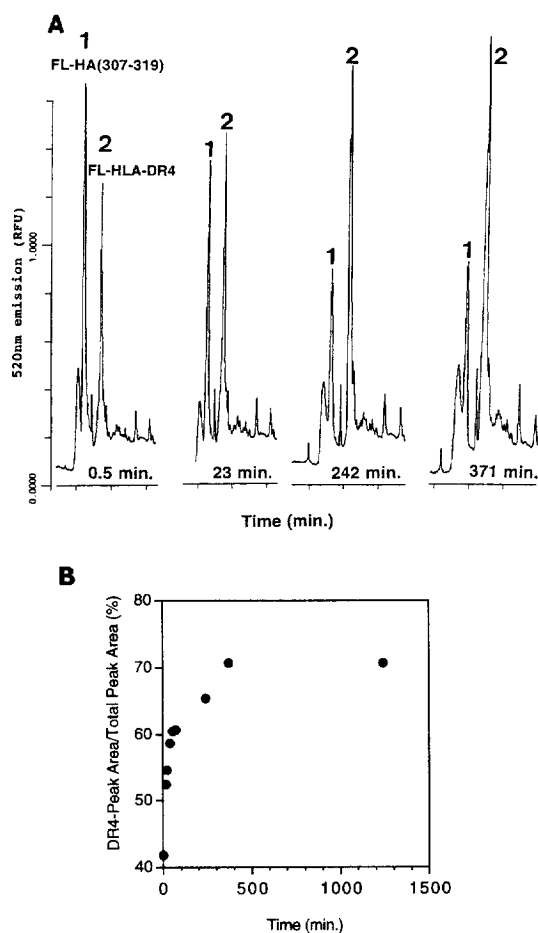 A
1
FL-HA(307-319)
2
FL-HLA-DR4
1
2
2
1
2
1
520nm emission (RFU)
1.0000
0.0000
0.5 min.
23 min.
242 min.
371 min.
Time (min.)
B
DR4-Peak Area/Total Peak Area (%)
80
70
60
50
40
0
500
1000
1500
Time (min.)